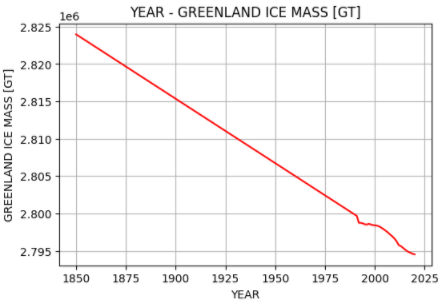 YEAR - GREENLAND ICE MASS [GT]
1e6
2.825
2.820
2.815
2.810
2.805
2.800
2.795
GREENLAND ICE MASS [GT]
1850 1875 1900 1925 1950 1975 2000 2025
YEAR